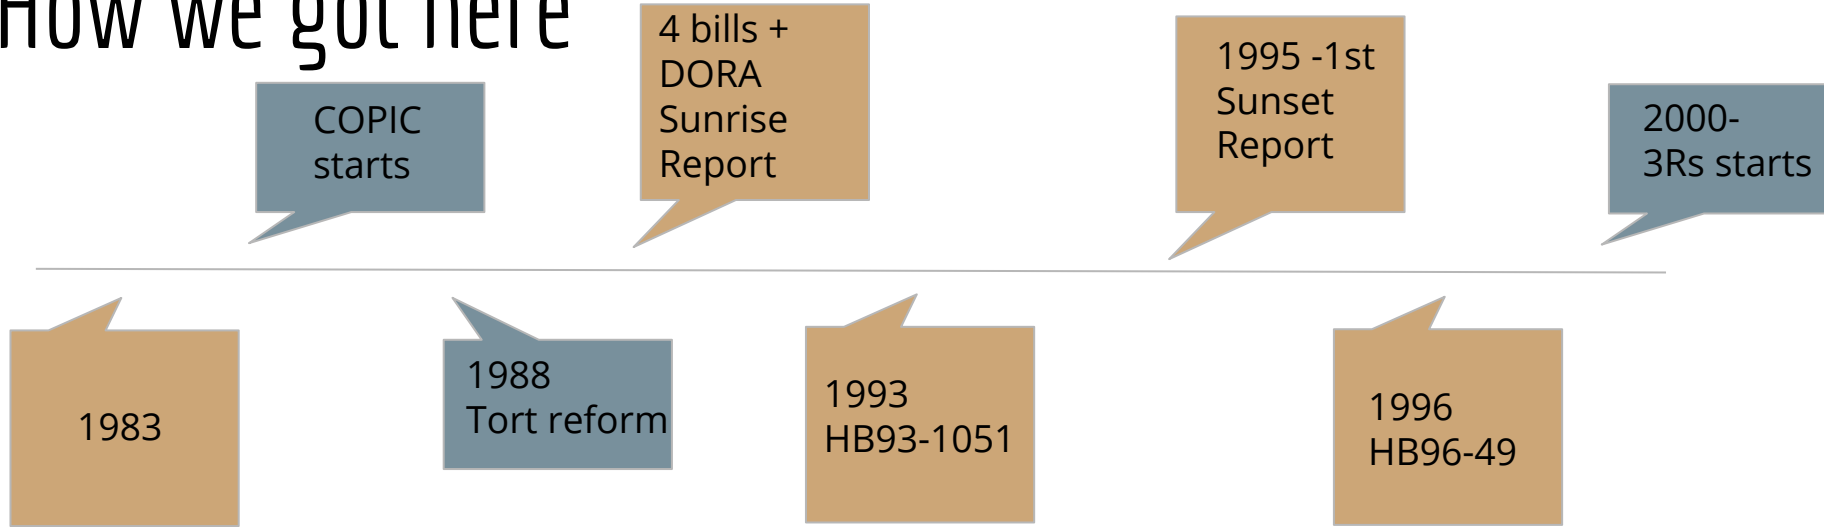 How we got here
COPIC
starts
4 bills +
DORA
Sunrise
Report
1995 -1st
Sunset
Report
2000-
3Rs starts
1983
1988
Tort reform
1993
HB93-1051
1996
HB96-49